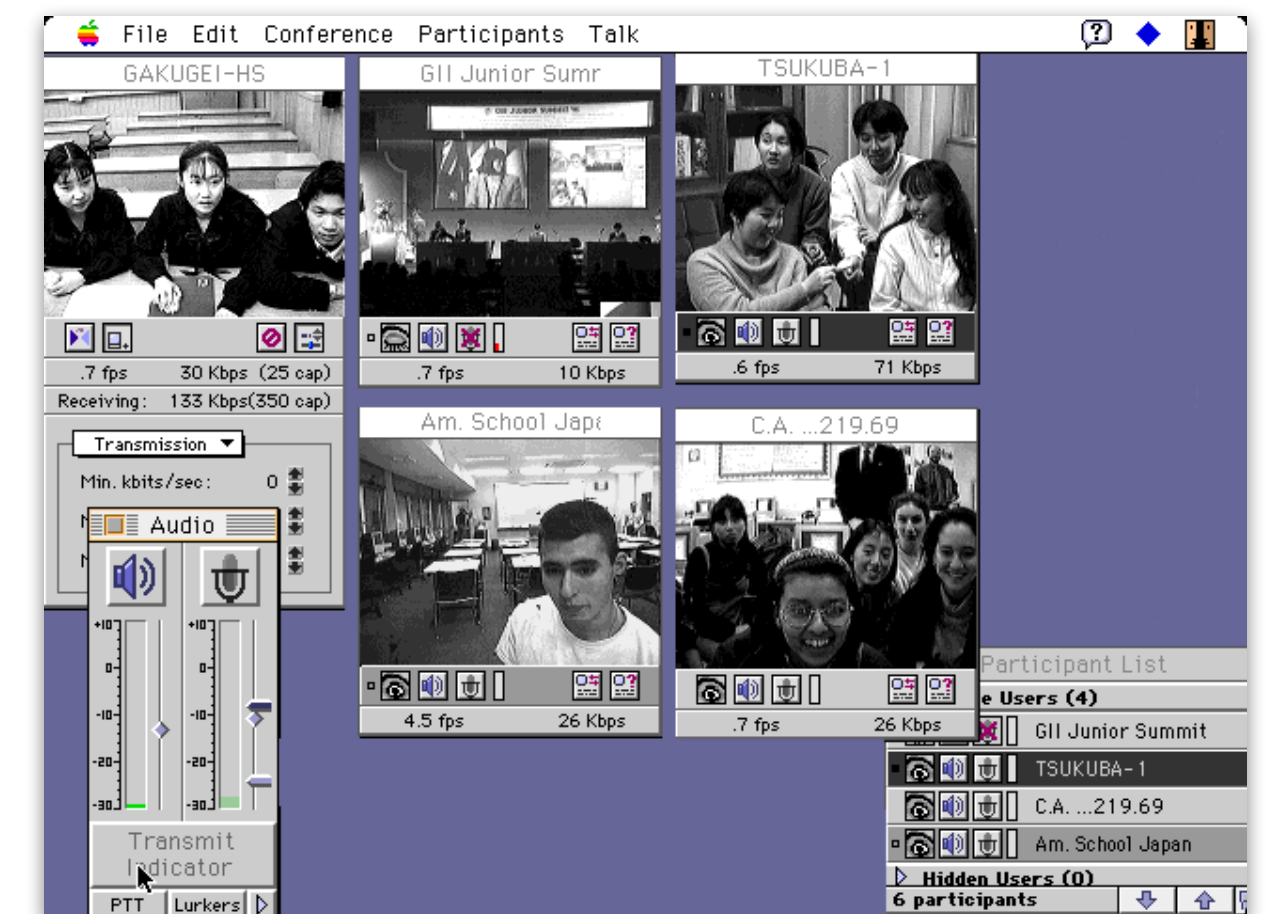 File Edit Conference Participants Talk
GAKUGEI-HS
.7 fps 30 Kbps (25 cap)
Receiving: 133 Kbps(350 cap)
Transmission
Min. kbits/sec: 0
Audio
+10 +10
0 0
-10 -10
-20 -20
-30 -30
Transmit
Indicator
PTT Lurkers
GII Junior Sum
GII JUNIOR SUMMIT
.7 fps 10 Kbps
TSUKUBA-1
.6 fps 71 Kbps
Am. School Japa
4.5 fps 26 Kbps
C.A. ...219.69
.7 fps 26 Kbps
Participant List
e Users (4)
GII Junior Summit
TSUKUBA-1
C.A. ...219.69
Am. School Japan
Hidden Users (0)
6 participants